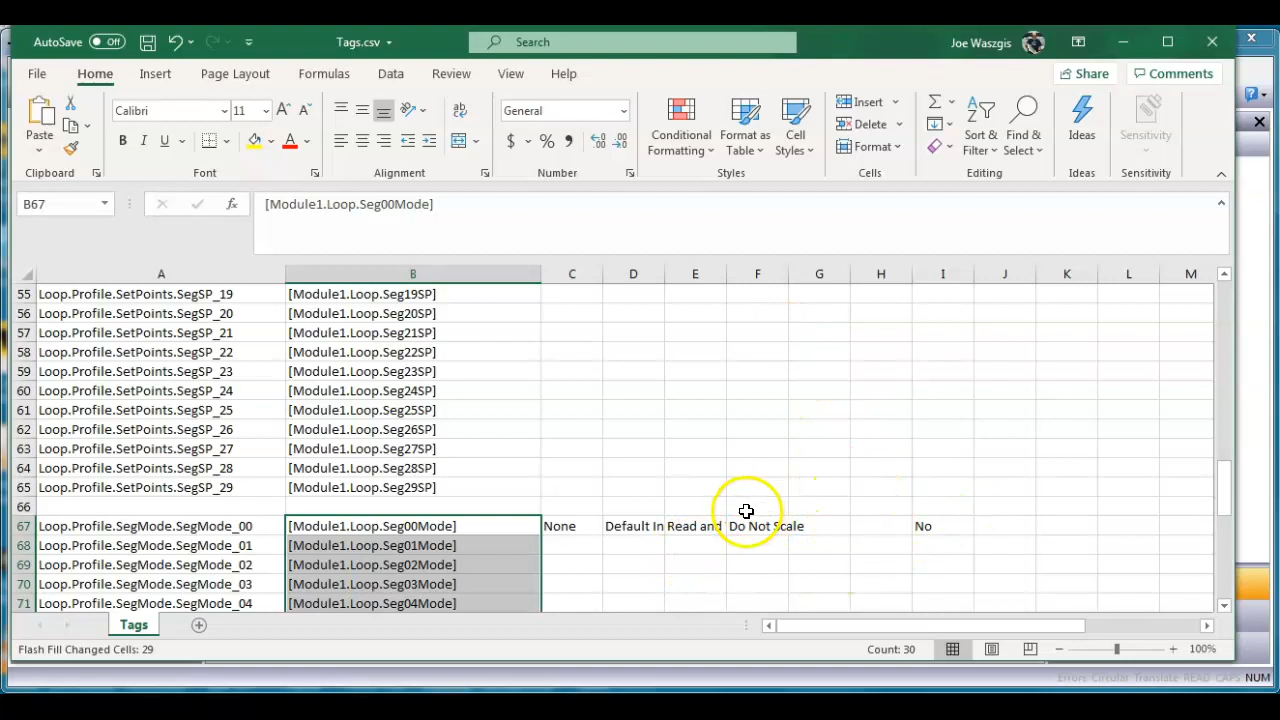 AutoSave Off Tags.csv Search Joe Waszgis
File Home Insert Page Layout Formulas Data Review View Help Share Comments
Paste Calibri 11 General Conditional Formatting Format as Table Cell Styles Insert Delete Format Sort & Filter Find & Select Ideas Sensitivity
B I U A $ % 9
Clipboard Font Alignment Number Styles Cells Editing Ideas Sensitivity
B67 fx [Module1.Loop.Seg00Mode]
A B C D E F G H I J K L M
55 Loop.Profile.SetPoints.SegSP_19 [Module1.Loop.Seg19SP]
56 Loop.Profile.SetPoints.SegSP_20 [Module1.Loop.Seg20SP]
57 Loop.Profile.SetPoints.SegSP_21 [Module1.Loop.Seg21SP]
58 Loop.Profile.SetPoints.SegSP_22 [Module1.Loop.Seg22SP]
59 Loop.Profile.SetPoints.SegSP_23 [Module1.Loop.Seg23SP]
60 Loop.Profile.SetPoints.SegSP_24 [Module1.Loop.Seg24SP]
61 Loop.Profile.SetPoints.SegSP_25 [Module1.Loop.Seg25SP]
62 Loop.Profile.SetPoints.SegSP_26 [Module1.Loop.Seg26SP]
63 Loop.Profile.SetPoints.SegSP_27 [Module1.Loop.Seg27SP]
64 Loop.Profile.SetPoints.SegSP_28 [Module1.Loop.Seg28SP]
65 Loop.Profile.SetPoints.SegSP_29 [Module1.Loop.Seg29SP]
66
67 Loop.Profile.SegMode.SegMode_00 [Module1.Loop.Seg00Mode] None Default In Read and Do Not Scale No
68 Loop.Profile.SegMode.SegMode_01 [Module1.Loop.Seg01Mode]
69 Loop.Profile.SegMode.SegMode_02 [Module1.Loop.Seg02Mode]
70 Loop.Profile.SegMode.SegMode_03 [Module1.Loop.Seg03Mode]
71 Loop.Profile.SegMode.SegMode_04 [Module1.Loop.Seg04Mode]
Tags
Flash Fill Changed Cells: 29 Count: 30 100%
Errors Circular Translate READ CAPS NUM